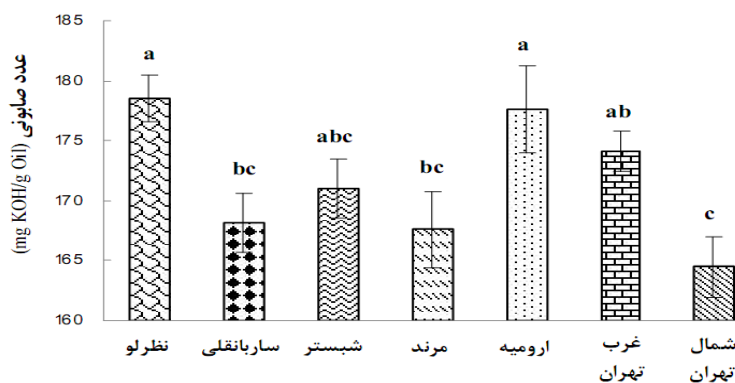 عدد صابونی
(mg KOH/g Oil)
185
180
175
170
165
160
a
bc
abc
bc
a
ab
c
نظرلو
ساربانقلی
شبستر
مرند
ارومیه
غرب
تهران
شمال
تهران